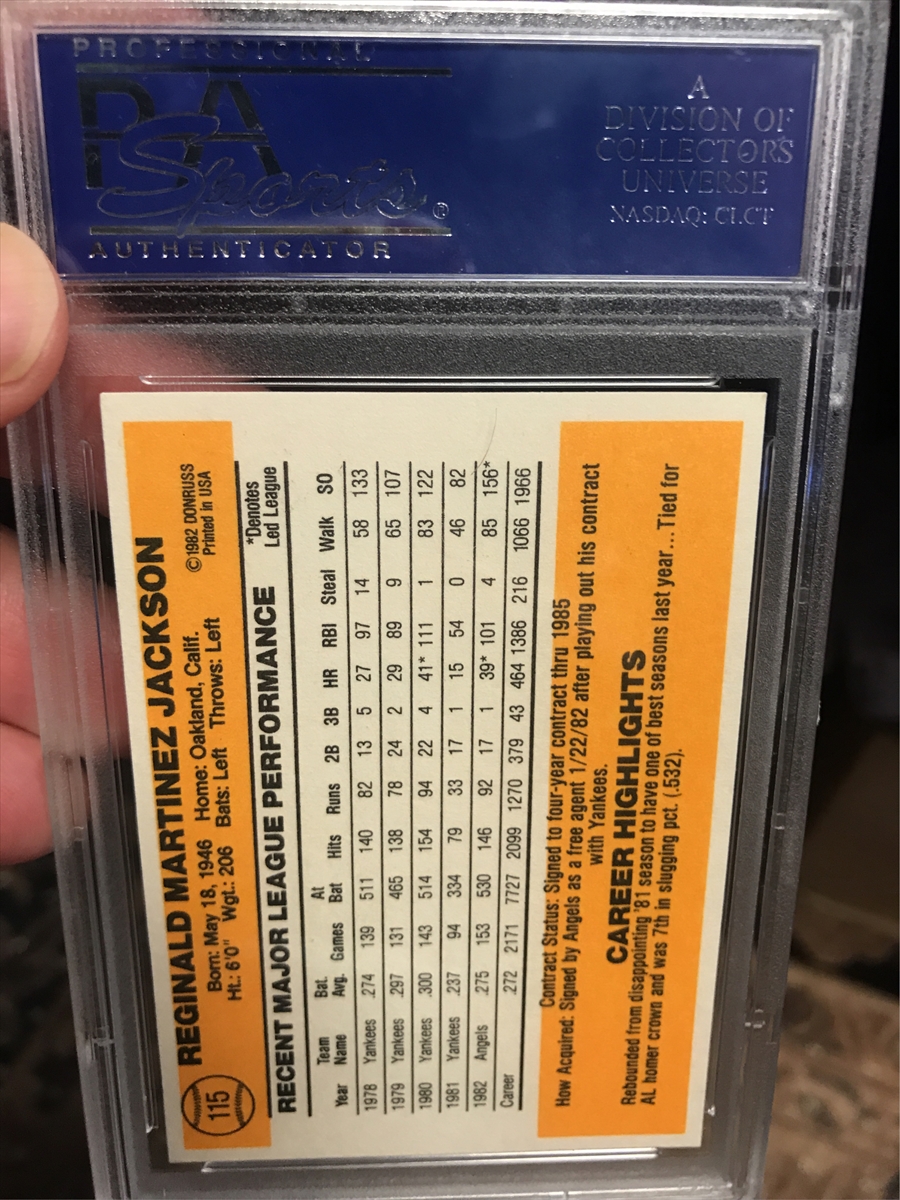 PROFESSIONAL
PSA
Sports®
AUTHENTICATOR
A
DIVISION OF
COLLECTORS
UNIVERSE
NASDAQ: CLCT
115
REGINALD MARTINEZ JACKSON
Born: May 18, 1946 Home: Oakland, Calif. ©1982 DONRUSS
Ht.: 6'0" Wgt.: 206 Bats: Left Throws: Left Printed in USA
RECENT MAJOR LEAGUE PERFORMANCE
*Denotes
Led League
Year Team Name Bat. Avg. Games At Bat Hits Runs 2B 3B HR RBI Steal Walk SO
1978 Yankees .274 139 511 140 82 13 5 27 97 14 58 133
1979 Yankees .297 131 465 138 78 24 2 29 89 9 65 107
1980 Yankees .300 143 514 154 94 22 4 41* 111 1 83 122
1981 Yankees .237 94 334 79 33 17 1 15 54 0 46 82
1982 Angels .275 153 530 146 92 17 1 39* 101 4 85 156*
Career .272 2171 7727 2099 1270 379 43 464 1386 216 1066 1966
Contract Status: Signed to four-year contract thru 1985
How Acquired: Signed by Angels as a free agent 1/22/82 after playing out his contract
with Yankees.
CAREER HIGHLIGHTS
Rebounded from disappointing '81 season to have one of best seasons last year... Tied for
AL homer crown and was 7th in slugging pct. (.532).